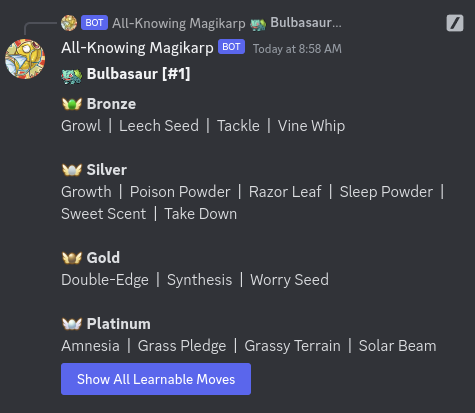 BOT All-Knowing Magikarp Bulbasaur...
All-Knowing Magikarp BOT Today at 8:58 AM
Bulbasaur [#1]
Bronze
Growl | Leech Seed | Tackle | Vine Whip
Silver
Growth | Poison Powder | Razor Leaf | Sleep Powder |
Sweet Scent | Take Down
Gold
Double-Edge | Synthesis | Worry Seed
Platinum
Amnesia | Grass Pledge | Grassy Terrain | Solar Beam
Show All Learnable Moves